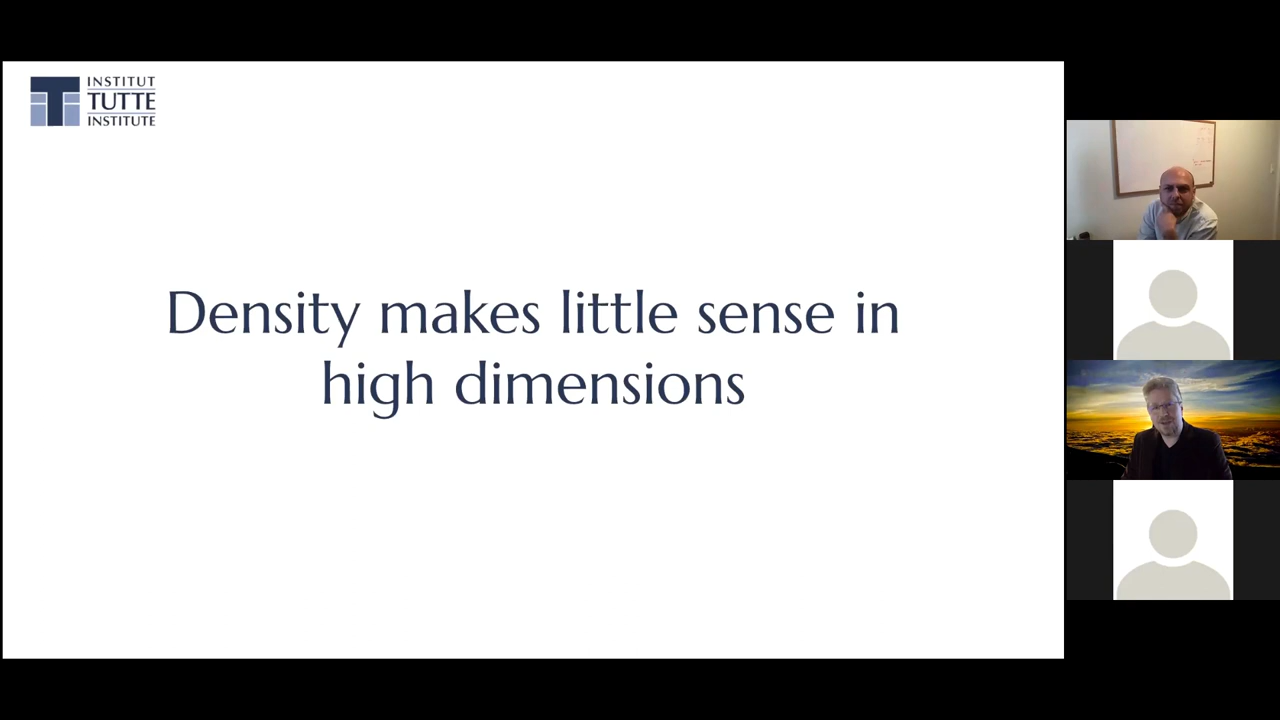 INSTITUT
TUTTE
INSTITUTE
Density makes little sense in
high dimensions